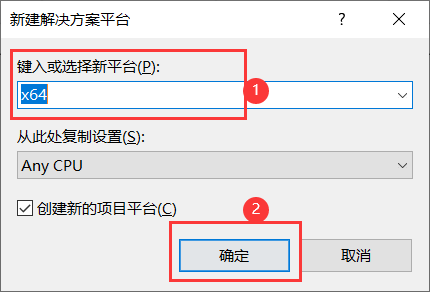 新建解决方案平台
?
键入或选择新平台(P):
x64
1
从此处复制设置(S):
Any CPU
创建新的项目平台(C)
2
确定
取消